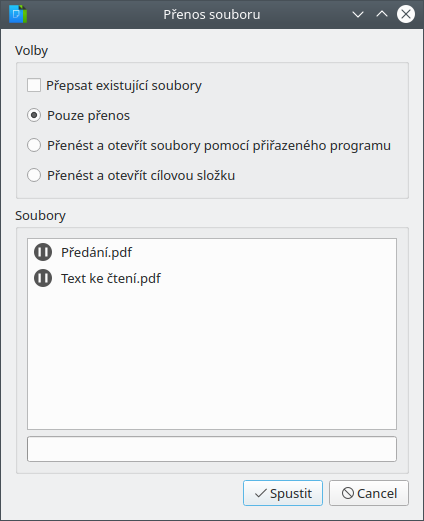 Přenos souboru
Volby
Přepsat existující soubory
Pouze přenos
Přenést a otevřít soubory pomocí přiřazeného programu
Přenést a otevřít cílovou složku
Soubory
Předání.pdf
Text ke čtení.pdf
Spustit
Cancel